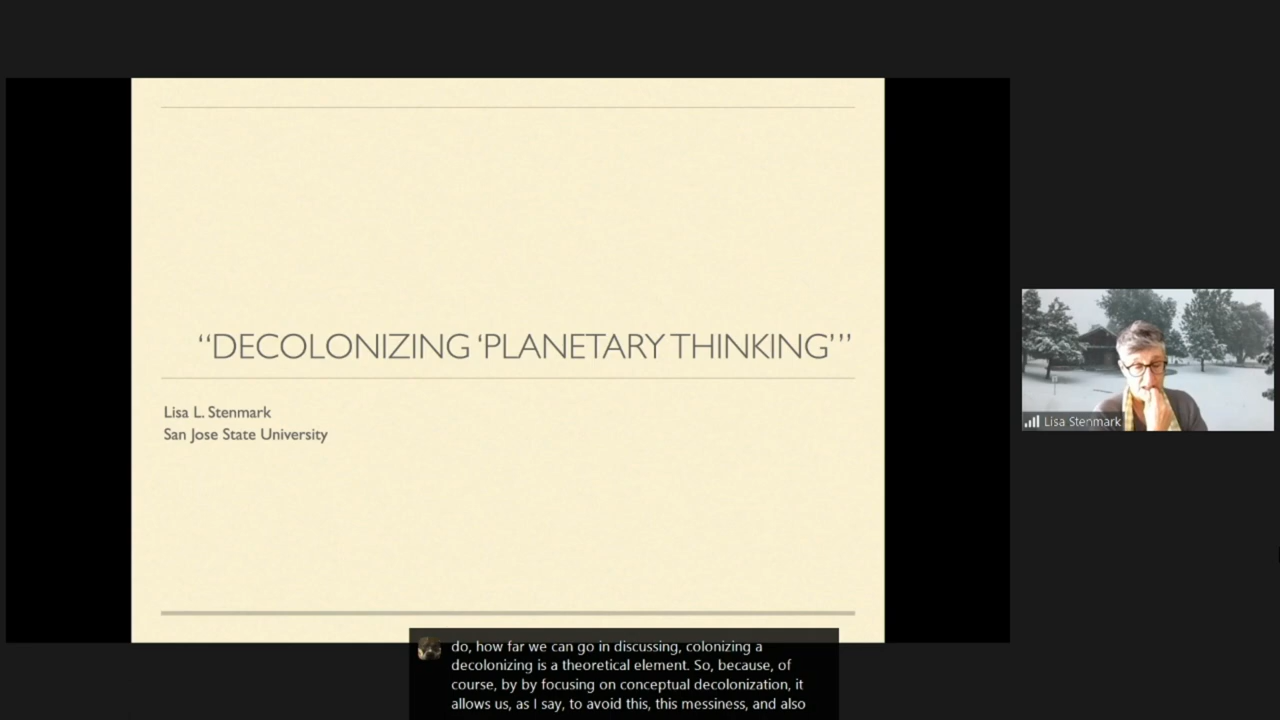 “DECOLONIZING ‘PLANETARY THINKING’”
Lisa L. Stenmark
San Jose State University
Lisa Stenmark
do, how far we can go in discussing, colonizing a
decolonizing is a theoretical element. So, because, of
course, by by focusing on conceptual decolonization, it
allows us, as I say, to avoid this, this messiness, and also